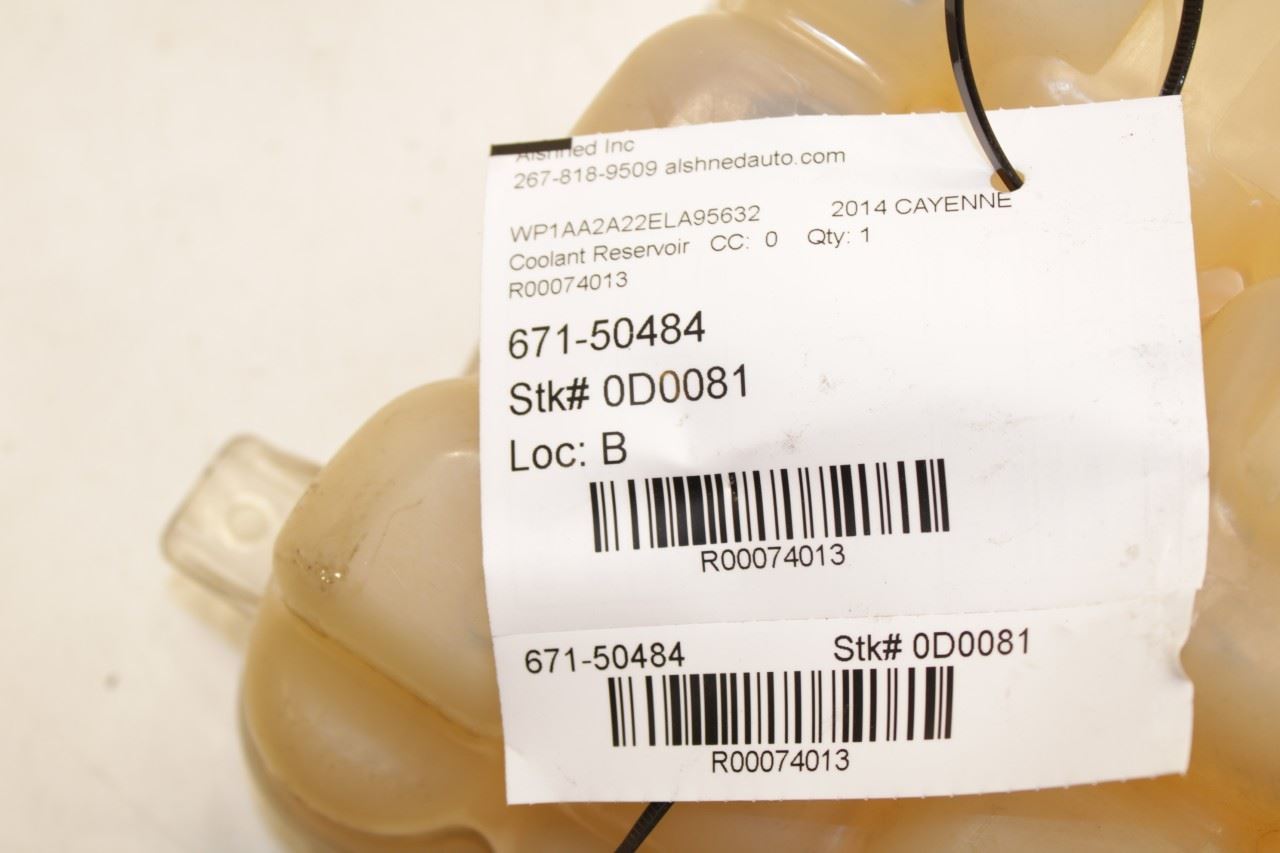 Alshned Inc
267-818-9509 alshnedauto.com
WP1AA2A22ELA95632 2014 CAYENNE
Coolant Reservoir CC: 0 Qty: 1
R00074013
671-50484
Stk# 0D0081
Loc: B
R00074013
671-50484 Stk# 0D0081
R00074013